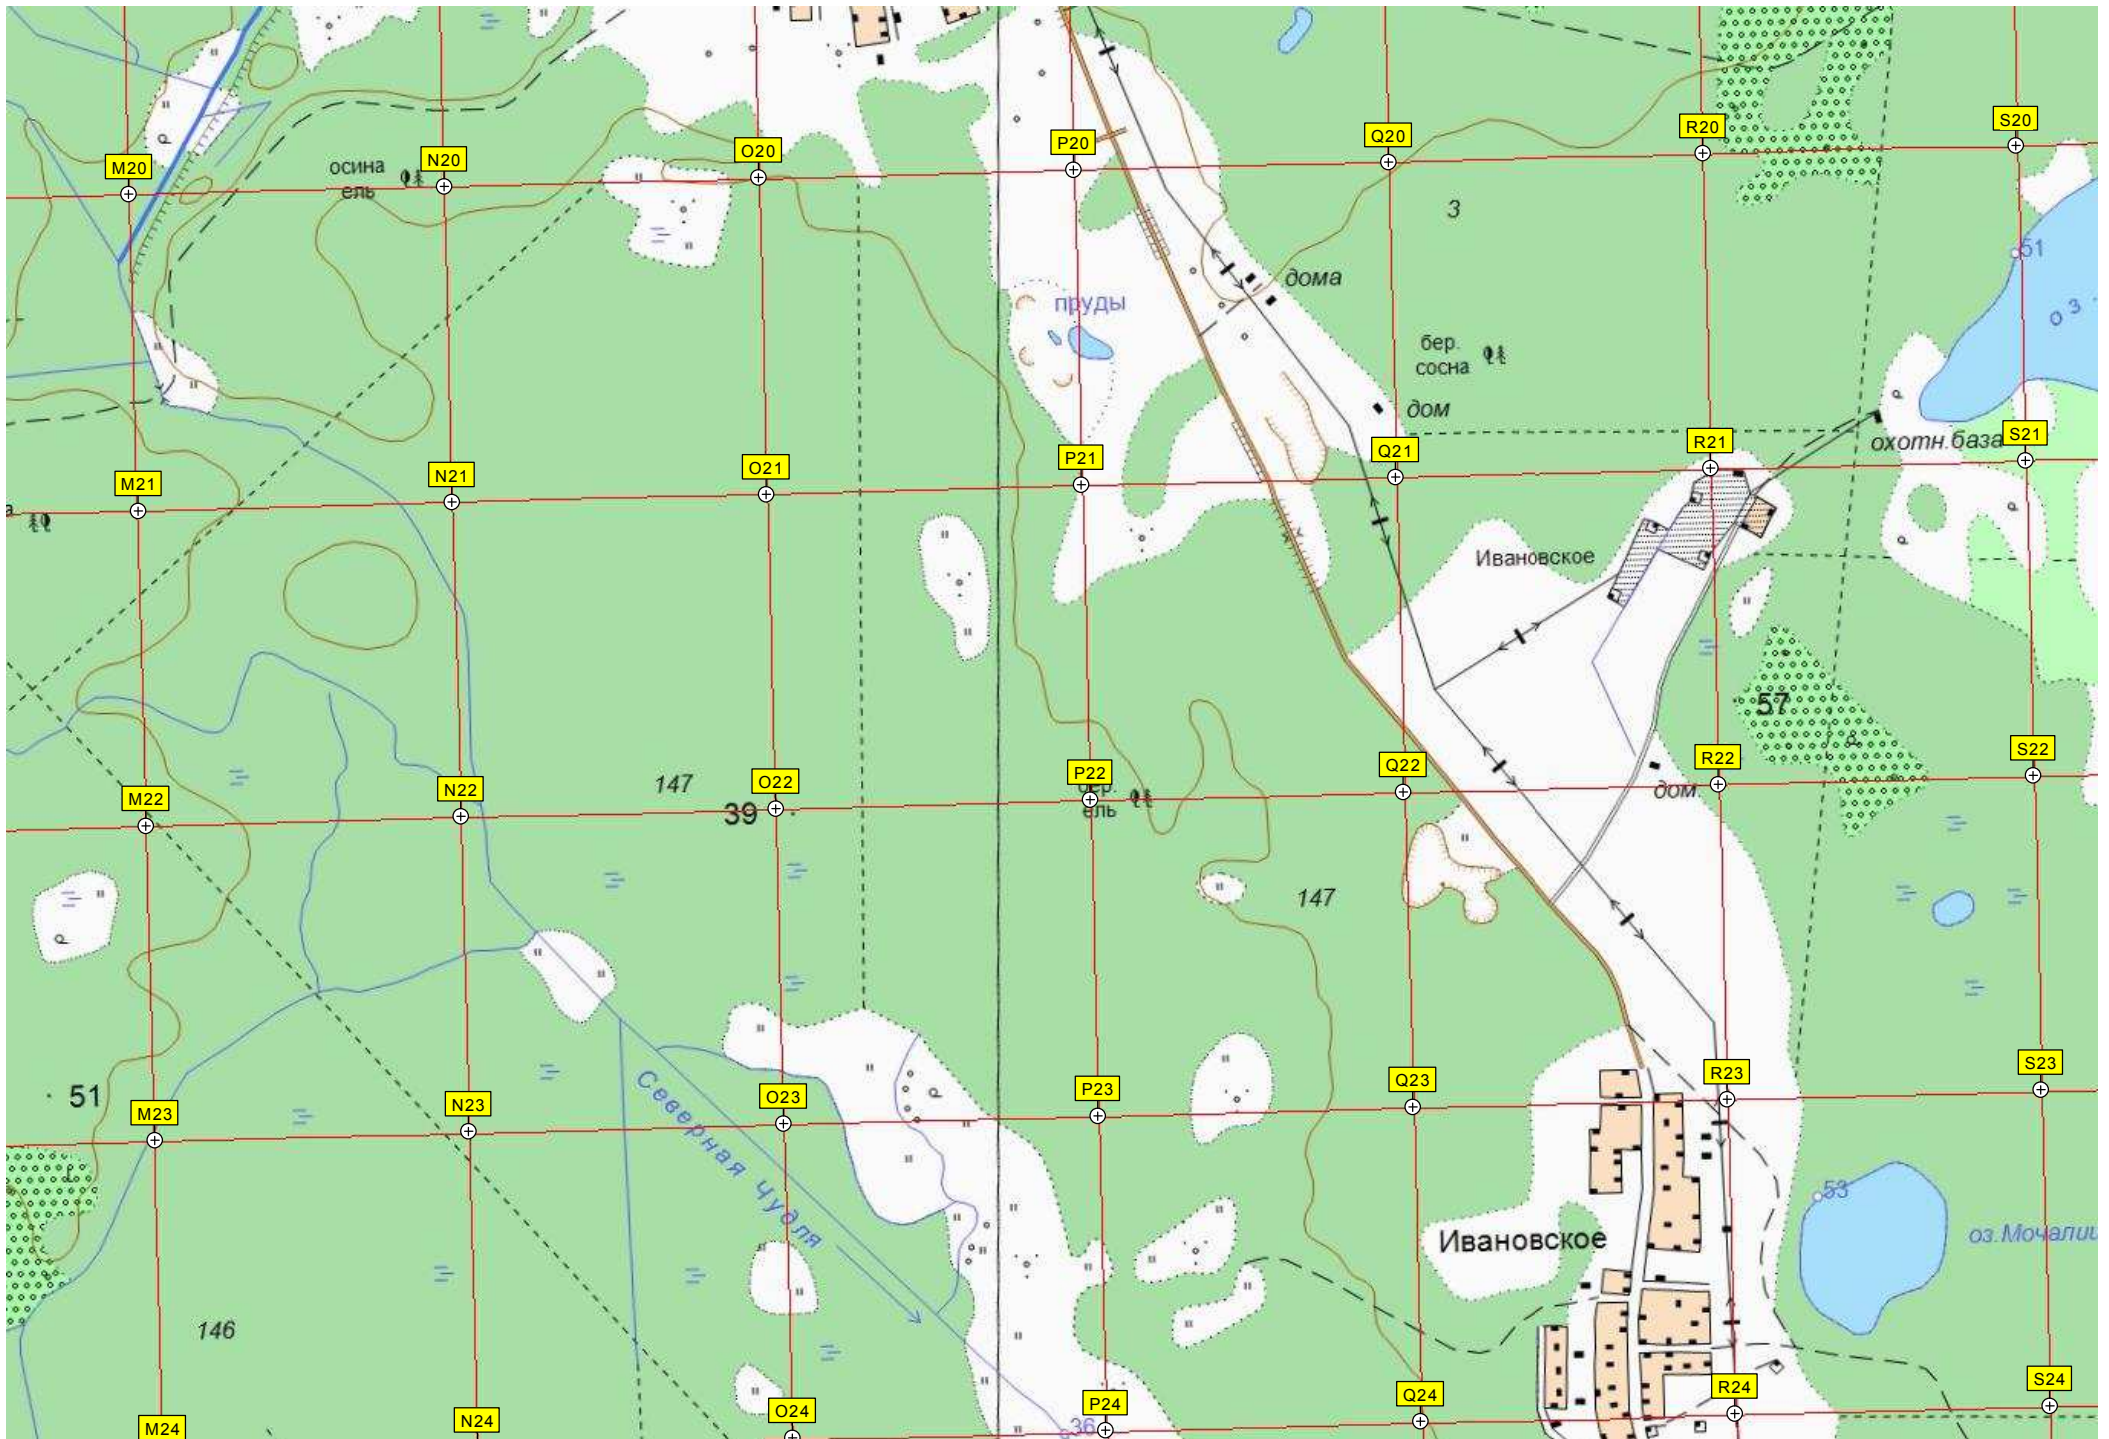 M20
осина
ель
N20
O20
P20
Q20
R20
S20
3
51
оз.
дома
пруды
бер.
сосна
дом
M21
N21
O21
P21
Q21
R21
охотн.база
S21
Ивановское
57
M22
N22
147
39
O22
P22
бер.
ель
Q22
дом
R22
S22
147
51
M23
N23
Северная Чудля
O23
P23
Q23
R23
S23
53
оз.Мочалищ
Ивановское
146
M24
N24
O24
36
P24
Q24
R24
S24